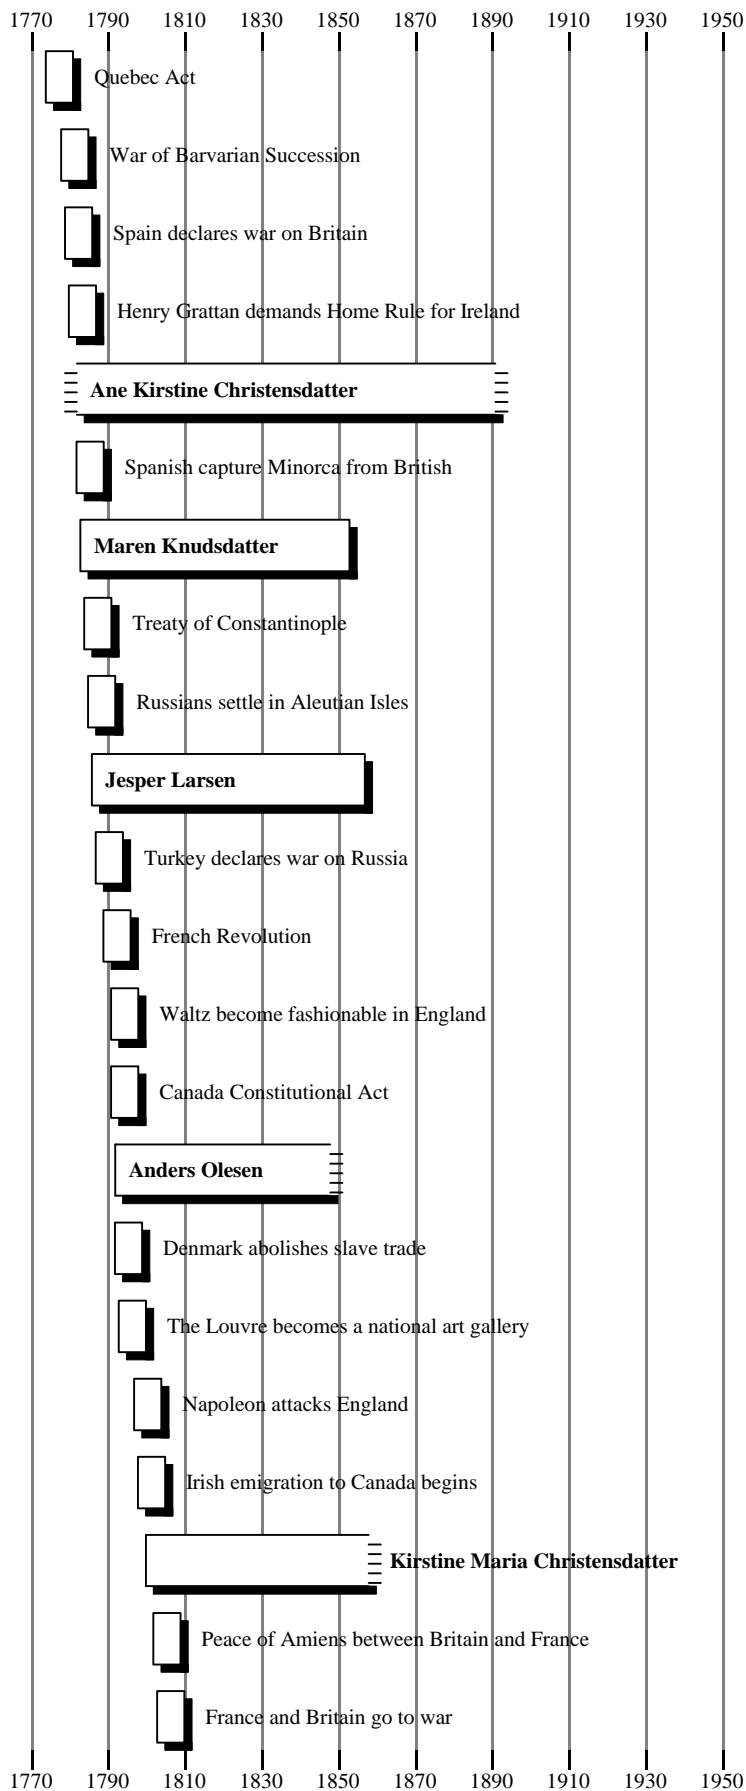 1770 1790 1810 1830 1850 1870 1890 1910 1930 1950
Quebec Act
War of Barvarian Succession
Spain declares war on Britain
Henry Grattan demands Home Rule for Ireland
Ane Kirstine Christensdatter
Spanish capture Minorca from British
Maren Knudsdatter
Treaty of Constantinople
Russians settle in Aleutian Isles
Jesper Larsen
Turkey declares war on Russia
French Revolution
Waltz become fashionable in England
Canada Constitutional Act
Anders Olesen
Denmark abolishes slave trade
The Louvre becomes a national art gallery
Napoleon attacks England
Irish emigration to Canada begins
Kirstine Maria Christensdatter
Peace of Amiens between Britain and France
France and Britain go to war
1770 1790 1810 1830 1850 1870 1890 1910 1930 1950